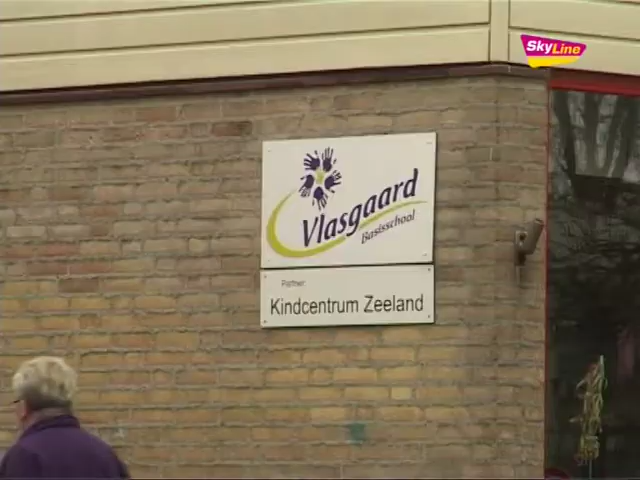 SkyLine
Vlasgaard
Basisschool
Partner:
Kindcentrum Zeeland